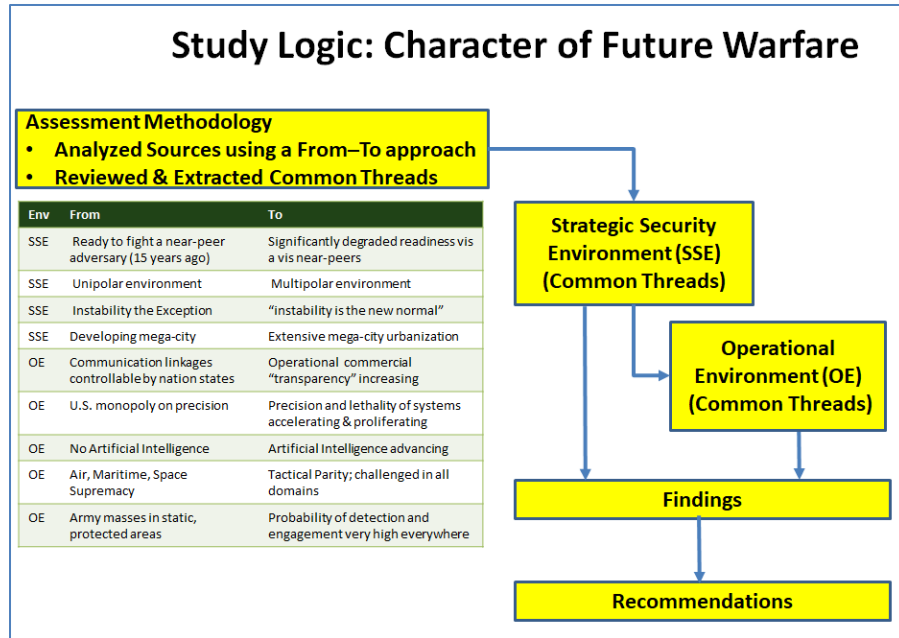 Study Logic: Character of Future Warfare
Assessment Methodology
• Analyzed Sources using a From–To approach
• Reviewed & Extracted Common Threads
Env From To
SSE Ready to fight a near-peer Significantly degraded readiness vis
adversary (15 years ago) a vis near-peers
SSE Unipolar environment Multipolar environment
SSE Instability the Exception “instability is the new normal”
SSE Developing mega-city Extensive mega-city urbanization
OE Communication linkages Operational commercial
controllable by nation states “transparency” increasing
OE U.S. monopoly on precision Precision and lethality of systems
accelerating & proliferating
OE No Artificial Intelligence Artificial Intelligence advancing
OE Air, Maritime, Space Tactical Parity; challenged in all
Supremacy domains
OE Army masses in static, Probability of detection and
protected areas engagement very high everywhere
Strategic Security
Environment (SSE)
(Common Threads)
Operational
Environment (OE)
(Common Threads)
Findings
Recommendations